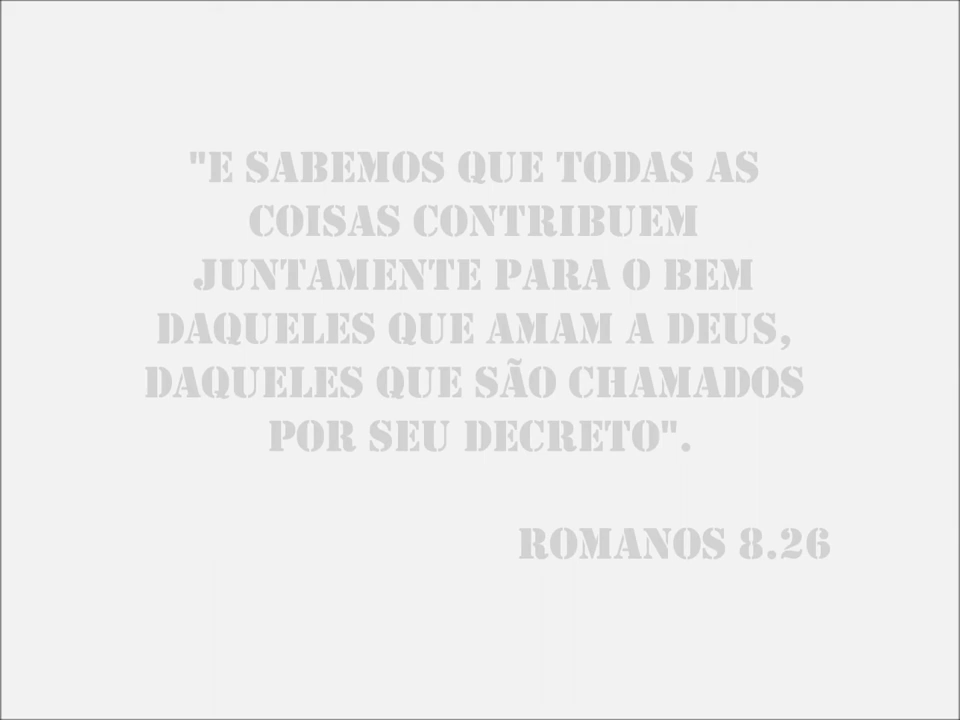 "E SABEMOS QUE TODAS AS
COISAS CONTRIBUEM
JUNTAMENTE PARA O BEM
DAQUELES QUE AMAM A DEUS,
DAQUELES QUE SÃO CHAMADOS
POR SEU DECRETO".
ROMANOS 8.26